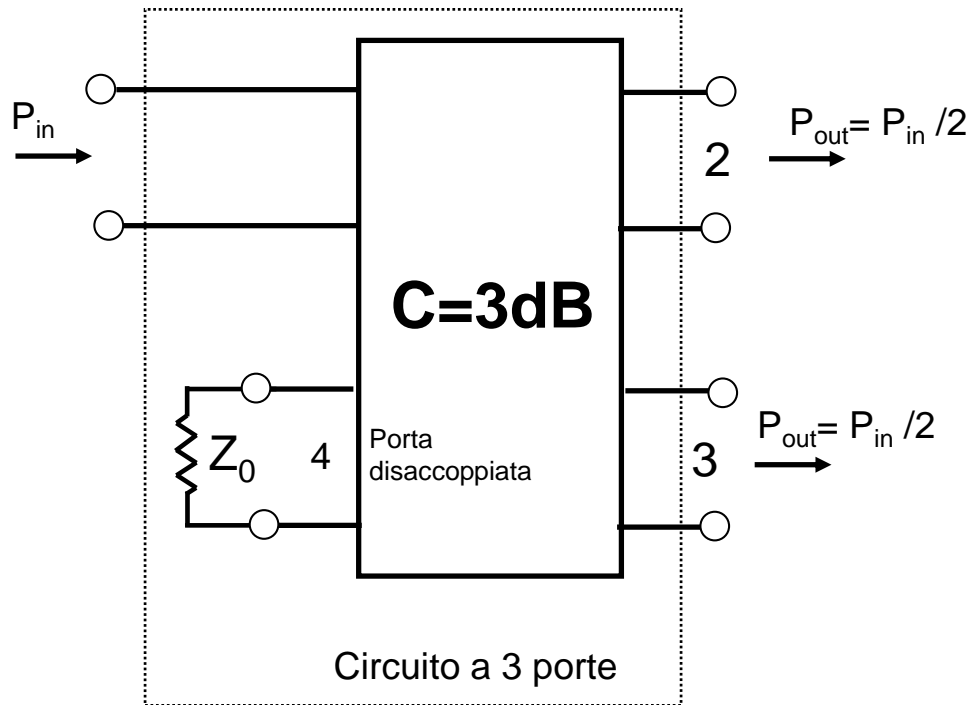 P_in
P_out= P_in /2
2
C=3dB
P_out= P_in /2
Z_0
4
Porta
disaccoppiata
3
Circuito a 3 porte